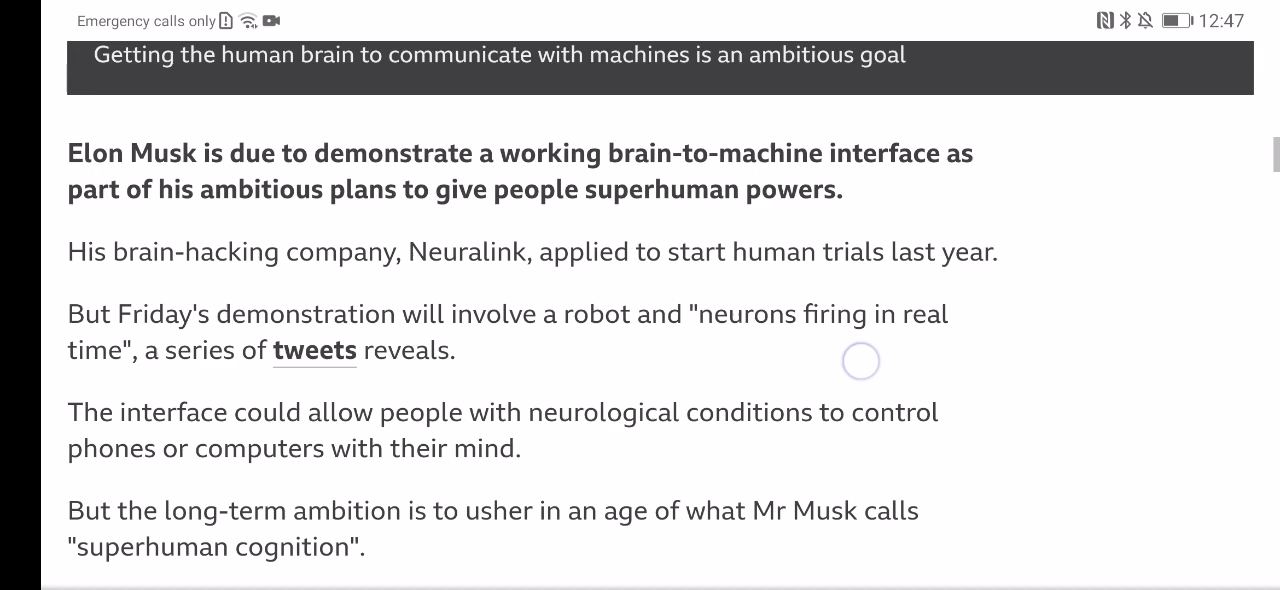 Emergency calls only
12:47
Getting the human brain to communicate with machines is an ambitious goal
Elon Musk is due to demonstrate a working brain-to-machine interface as
part of his ambitious plans to give people superhuman powers.
His brain-hacking company, Neuralink, applied to start human trials last year.
But Friday's demonstration will involve a robot and "neurons firing in real
time", a series of tweets reveals.
The interface could allow people with neurological conditions to control
phones or computers with their mind.
But the long-term ambition is to usher in an age of what Mr Musk calls
"superhuman cognition".